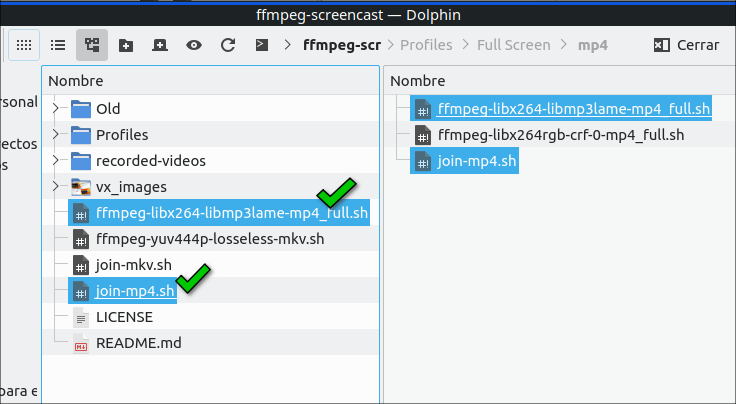 ffmpeg-screencast — Dolphin
ffmpeg-scr Profiles Full Screen mp4 Cerrar
Nombre
Old
Profiles
recorded-videos
vx_images
ffmpeg-libx264-libmp3lame-mp4_full.sh
ffmpeg-yuv444p-losseless-mkv.sh
join-mkv.sh
join-mp4.sh
LICENSE
README.md
Nombre
ffmpeg-libx264-libmp3lame-mp4_full.sh
ffmpeg-libx264rgb-crf-0-mp4_full.sh
join-mp4.sh
ersonal
ectos
os
para e